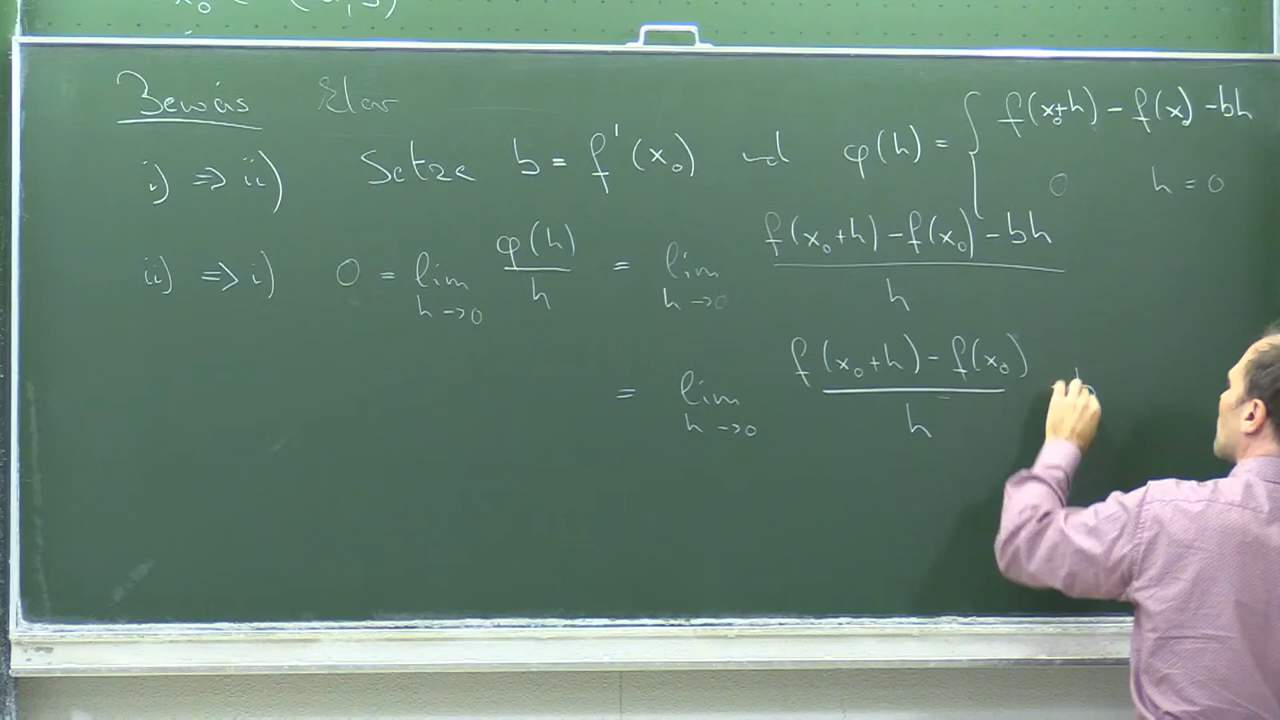 x₀ ∈ (a,b)
Beweis Klar
i) ⇒ ii) Setze b = f'(x₀) und φ(h) = { f(x₀+h) - f(x₀) - bh
0 h = 0
ii) ⇒ i) 0 = lim_{h→0} φ(h)/h = lim_{h→0} (f(x₀+h) - f(x₀) - bh)/h
= lim_{h→0} (f(x₀+h) - f(x₀))/h